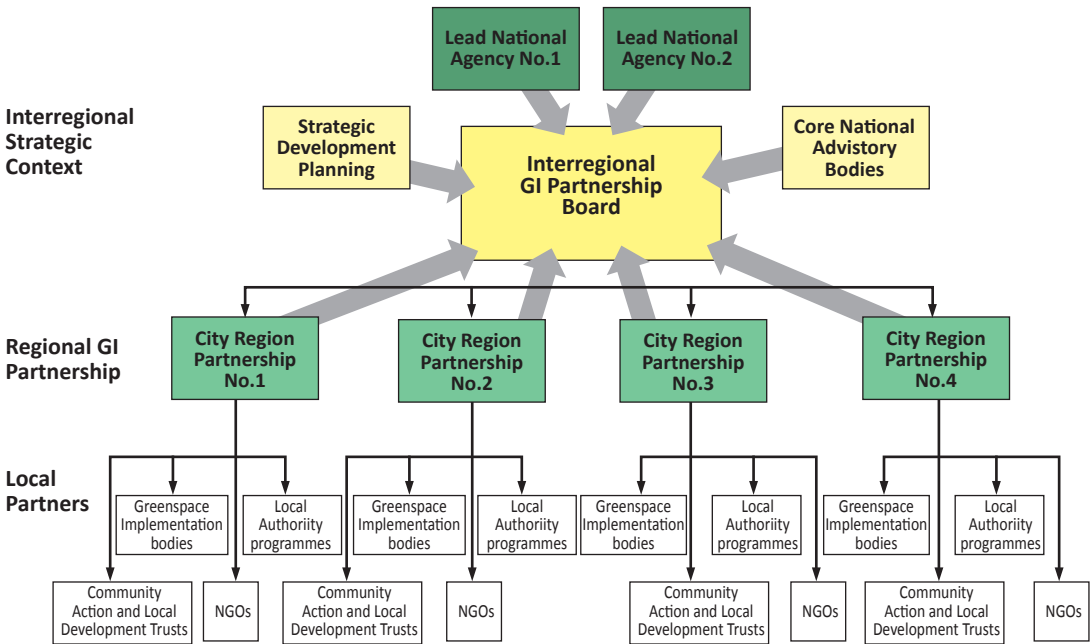 Lead National
Agency No.1
Lead National
Agency No.2
Interregional
Strategic
Context
Strategic
Development
Planning
Interregional
GI Partnership
Board
Core National
Advistory
Bodies
Regional GI
Partnership
City Region
Partnership
No.1
City Region
Partnership
No.2
City Region
Partnership
No.3
City Region
Partnership
No.4
Local
Partners
Greenspace
Implementation
bodies
Local
Authoriity
programmes
Greenspace
Implementation
bodies
Local
Authoriity
programmes
Greenspace
Implementation
bodies
Local
Authoriity
programmes
Greenspace
Implementation
bodies
Local
Authoriity
programmes
Community
Action and Local
Development Trusts
NGOs
Community
Action and Local
Development Trusts
NGOs
Community
Action and Local
Development Trusts
NGOs
Community
Action and Local
Development Trusts
NGOs